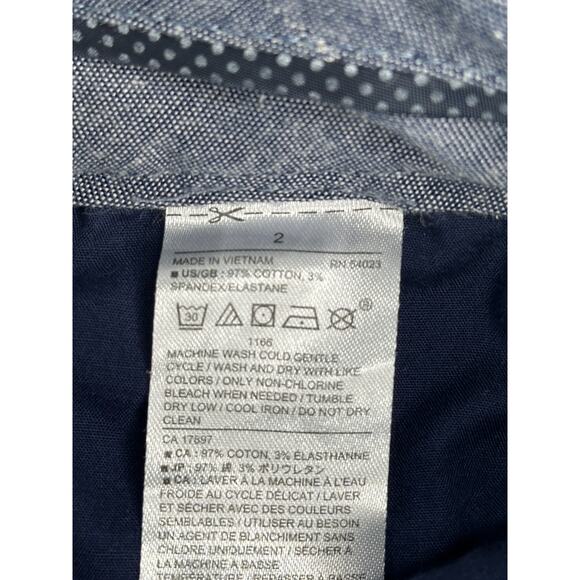 2
MADE IN VIETNAM RN 54023
■ US/GB : 97% COTTON, 3%
SPANDEX/ELASTANE
30
1166
MACHINE WASH COLD GENTLE
CYCLE / WASH AND DRY WITH LIKE
COLORS / ONLY NON-CHLORINE
BLEACH WHEN NEEDED / TUMBLE
DRY LOW / COOL IRON / DO NOT DRY
CLEAN
CA 17897
■ CA : 97% COTON, 3% ÉLASTHANNE
■ JP : 97% 綿, 3% ポリウレタン
■ CA : LAVER À LA MACHINE À L'EAU
FROIDE AU CYCLE DÉLICAT / LAVER
ET SÉCHER AVEC DES COULEURS
SEMBLABLES / UTILISER AU BESOIN
UN AGENT DE BLANCHIMENT SANS
CHLORE UNIQUEMENT / SÉCHER À
LA MACHINE À BASSE
TEMPÉRATURE / REPASSER À BASSE